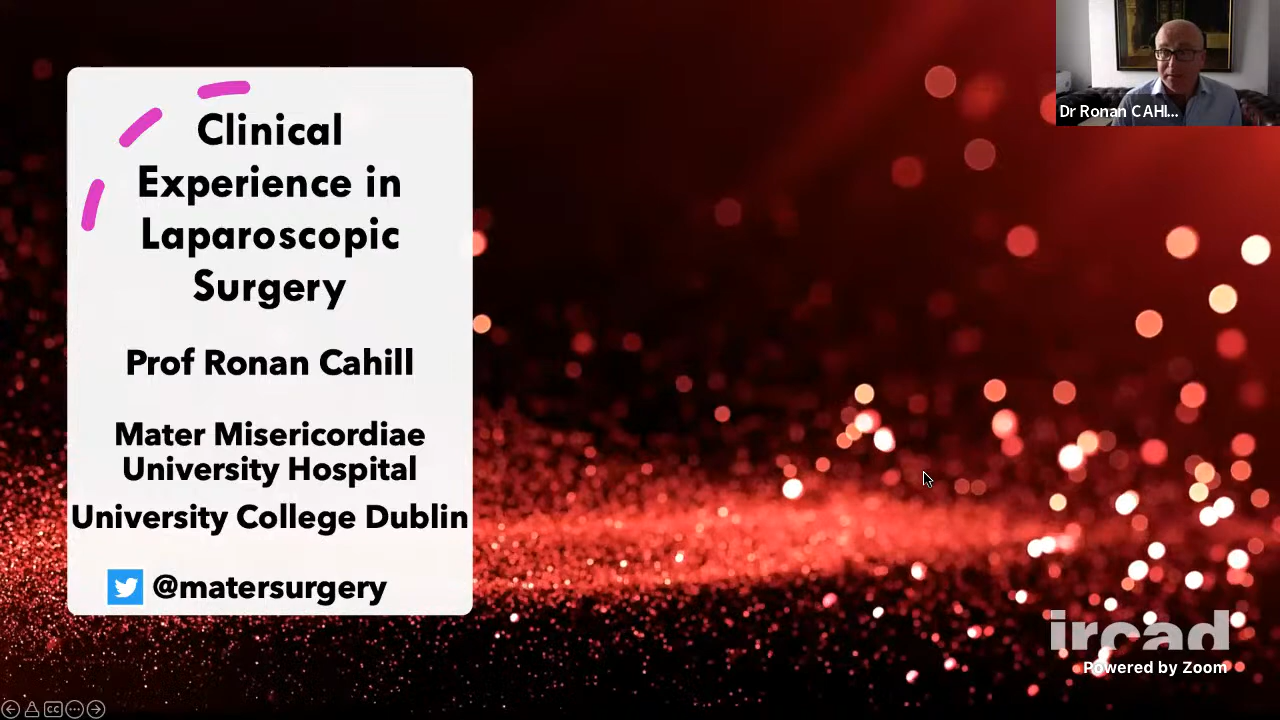 Clinical
Experience in
Laparoscopic
Surgery
Prof Ronan Cahill
Mater Misericordiae
University Hospital
University College Dublin
@matersurgery
Dr Ronan CAHI...
ircad
Powered by Zoom
CC